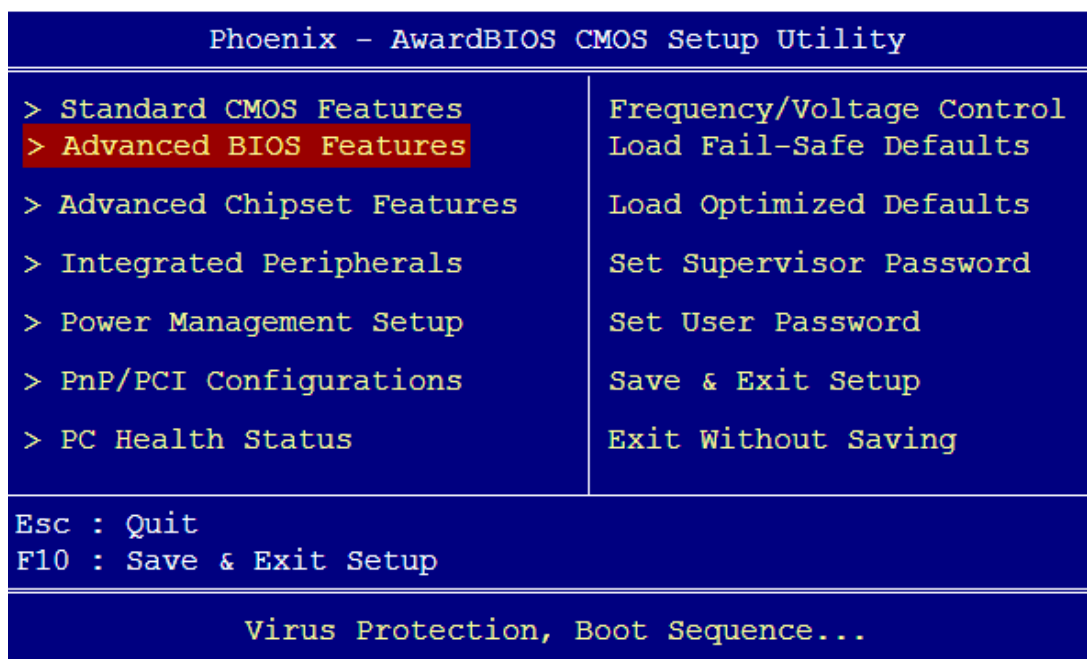 Phoenix - AwardBIOS CMOS Setup Utility
> Standard CMOS Features
> Advanced BIOS Features
> Advanced Chipset Features
> Integrated Peripherals
> Power Management Setup
> PnP/PCI Configurations
> PC Health Status
Frequency/Voltage Control
Load Fail-Safe Defaults
Load Optimized Defaults
Set Supervisor Password
Set User Password
Save & Exit Setup
Exit Without Saving
Esc : Quit
F10 : Save & Exit Setup
Virus Protection, Boot Sequence...